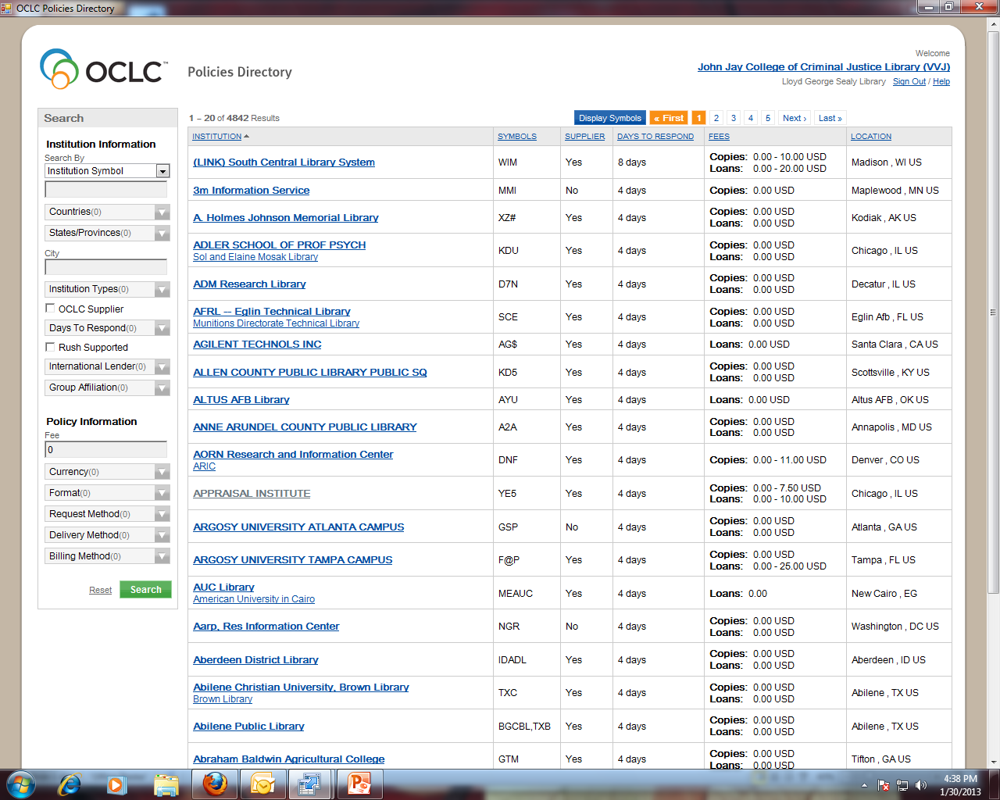 OCLC Policies Directory
OCLC™
Policies Directory
Welcome
John Jay College of Criminal Justice Library (VVJ)
Lloyd George Sealy Library Sign Out / Help
Search
Institution Information
Search By
Institution Symbol
Countries(0)
States/Provinces(0)
City
Institution Types(0)
OCLC Supplier
Days To Respond(0)
Rush Supported
International Lender(0)
Group Affiliation(0)
Policy Information
Fee
0
Currency(0)
Format(0)
Request Method(0)
Delivery Method(0)
Billing Method(0)
Reset Search
1 – 20 of 4842 Results Display Symbols « First 1 2 3 4 5 Next › Last »
INSTITUTION SYMBOLS SUPPLIER DAYS TO RESPOND FEES LOCATION
(LINK) South Central Library System WIM Yes 8 days Copies: 0.00 - 10.00 USD Madison , WI US
Loans: 0.00 - 20.00 USD
3m Information Service MMI No 4 days Copies: 0.00 USD Maplewood , MN US
A. Holmes Johnson Memorial Library XZ# Yes 4 days Copies: 0.00 USD Kodiak , AK US
Loans: 0.00 USD
ADLER SCHOOL OF PROF PSYCH KDU Yes 4 days Copies: 0.00 USD Chicago , IL US
Sol and Elaine Mosak Library Loans: 0.00 USD
ADM Research Library D7N Yes 4 days Copies: 0.00 USD Decatur , IL US
Loans: 0.00 USD
AFRL -- Eglin Technical Library SCE Yes 4 days Copies: 0.00 USD Eglin Afb , FL US
Munitions Directorate Technical Library Loans: 0.00 USD
AGILENT TECHNOLS INC AG$ Yes 4 days Loans: 0.00 USD Santa Clara , CA US
ALLEN COUNTY PUBLIC LIBRARY PUBLIC SQ KD5 Yes 4 days Copies: 0.00 USD Scottsville , KY US
Loans: 0.00 USD
ALTUS AFB Library AYU Yes 4 days Loans: 0.00 USD Altus AFB , OK US
ANNE ARUNDEL COUNTY PUBLIC LIBRARY A2A Yes 4 days Copies: 0.00 USD Annapolis , MD US
Loans: 0.00 USD
AORN Research and Information Center DNF Yes 4 days Copies: 0.00 - 11.00 USD Denver , CO US
ARIC
APPRAISAL INSTITUTE YE5 Yes 4 days Copies: 0.00 - 7.50 USD Chicago , IL US
Loans: 0.00 - 10.00 USD
ARGOSY UNIVERSITY ATLANTA CAMPUS GSP No 4 days Copies: 0.00 USD Atlanta , GA US
Loans: 0.00 USD
ARGOSY UNIVERSITY TAMPA CAMPUS F@P Yes 4 days Copies: 0.00 USD Tampa , FL US
Loans: 0.00 - 25.00 USD
AUC Library MEAUC Yes 4 days Loans: 0.00 New Cairo , EG
American University in Cairo
Aarp, Res Information Center NGR No 4 days Copies: 0.00 USD Washington , DC US
Loans: 0.00 USD
Aberdeen District Library IDADL Yes 4 days Copies: 0.00 USD Aberdeen , ID US
Loans: 0.00 USD
Abilene Christian University, Brown Library TXC Yes 4 days Copies: 0.00 USD Abilene , TX US
Brown Library Loans: 0.00 USD
Abilene Public Library BGCBL,TXB Yes 4 days Copies: 0.00 USD Abilene , TX US
Loans: 0.00 USD
Abraham Baldwin Agricultural College GTM Yes 4 days Copies: 0.00 USD Tifton , GA US
Loans: 0.00 USD
4:38 PM
1/30/2013